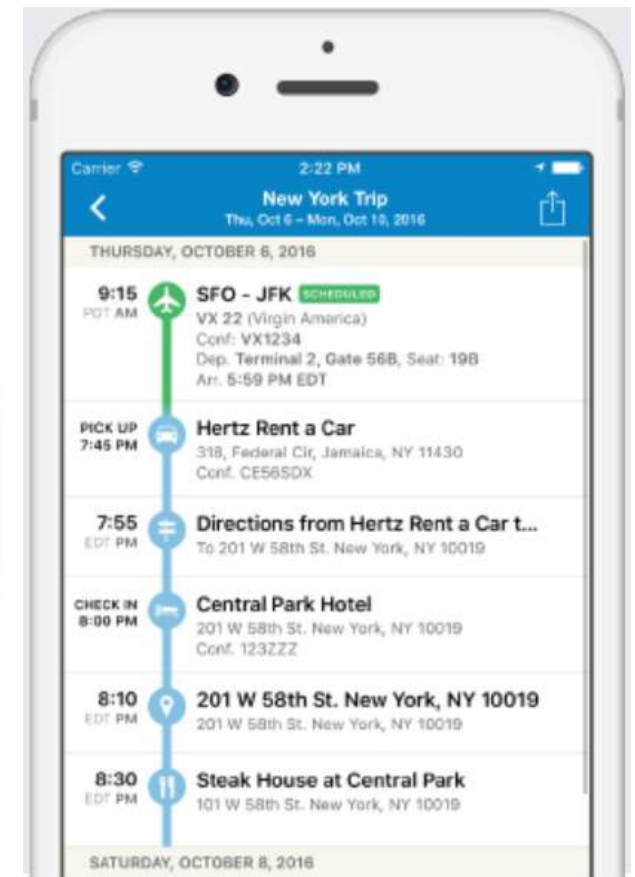 Carrier
2:22 PM
New York Trip
Thu, Oct 6 – Mon, Oct 10, 2016
THURSDAY, OCTOBER 6, 2016
9:15
PDT AM
SFO - JFK SCHEDULED
VX 22 (Virgin America)
Conf: VX1234
Dep. Terminal 2, Gate 56B, Seat: 19B
Arr. 5:59 PM EDT
PICK UP
7:45 PM
Hertz Rent a Car
318, Federal Cir, Jamaica, NY 11430
Conf. CE565DX
7:55
EDT PM
Directions from Hertz Rent a Car t...
To 201 W 58th St. New York, NY 10019
CHECK IN
8:00 PM
Central Park Hotel
201 W 58th St. New York, NY 10019
Conf. 123ZZZ
8:10
EDT PM
201 W 58th St. New York, NY 10019
201 W 58th St. New York, NY 10019
8:30
EDT PM
Steak House at Central Park
101 W 58th St. New York, NY 10019
SATURDAY, OCTOBER 8, 2016